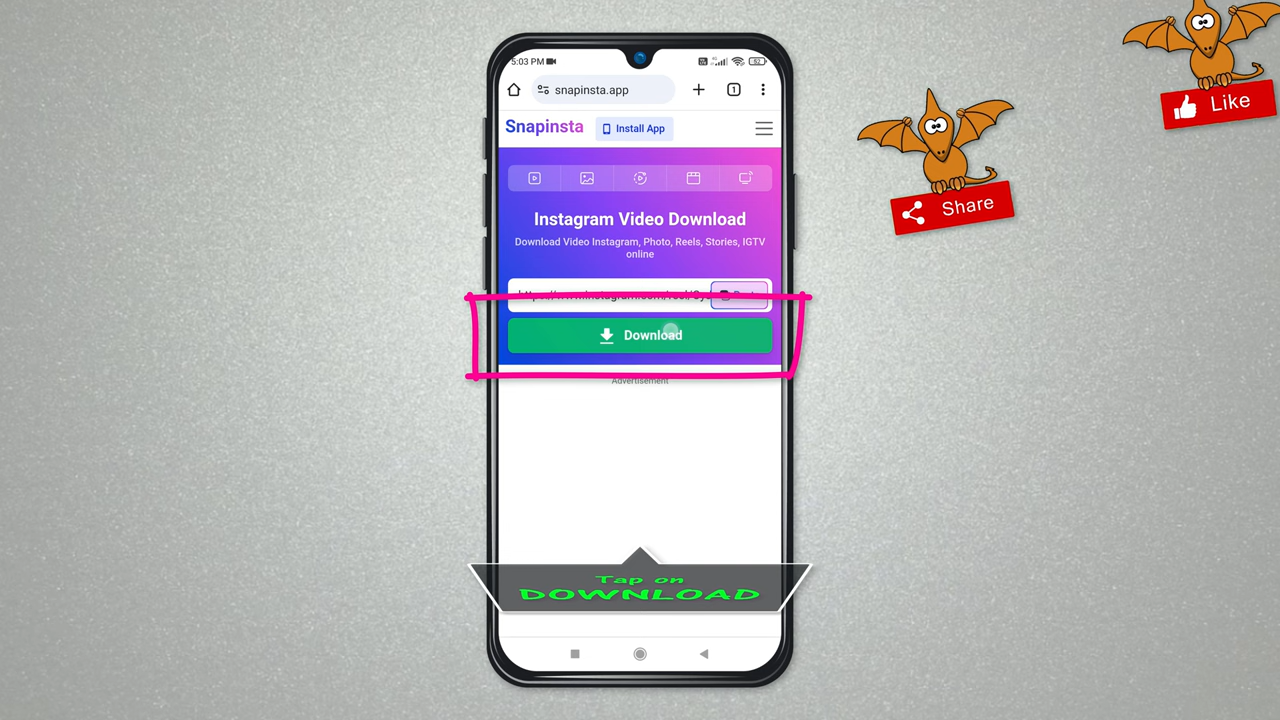 5:03 PM
62
snapinsta.app
1
Snapinsta
Install App
Instagram Video Download
Download Video Instagram, Photo, Reels, Stories, IGTV
online
Download
Advertisement
Tap on
DOWNLOAD
Like
Share